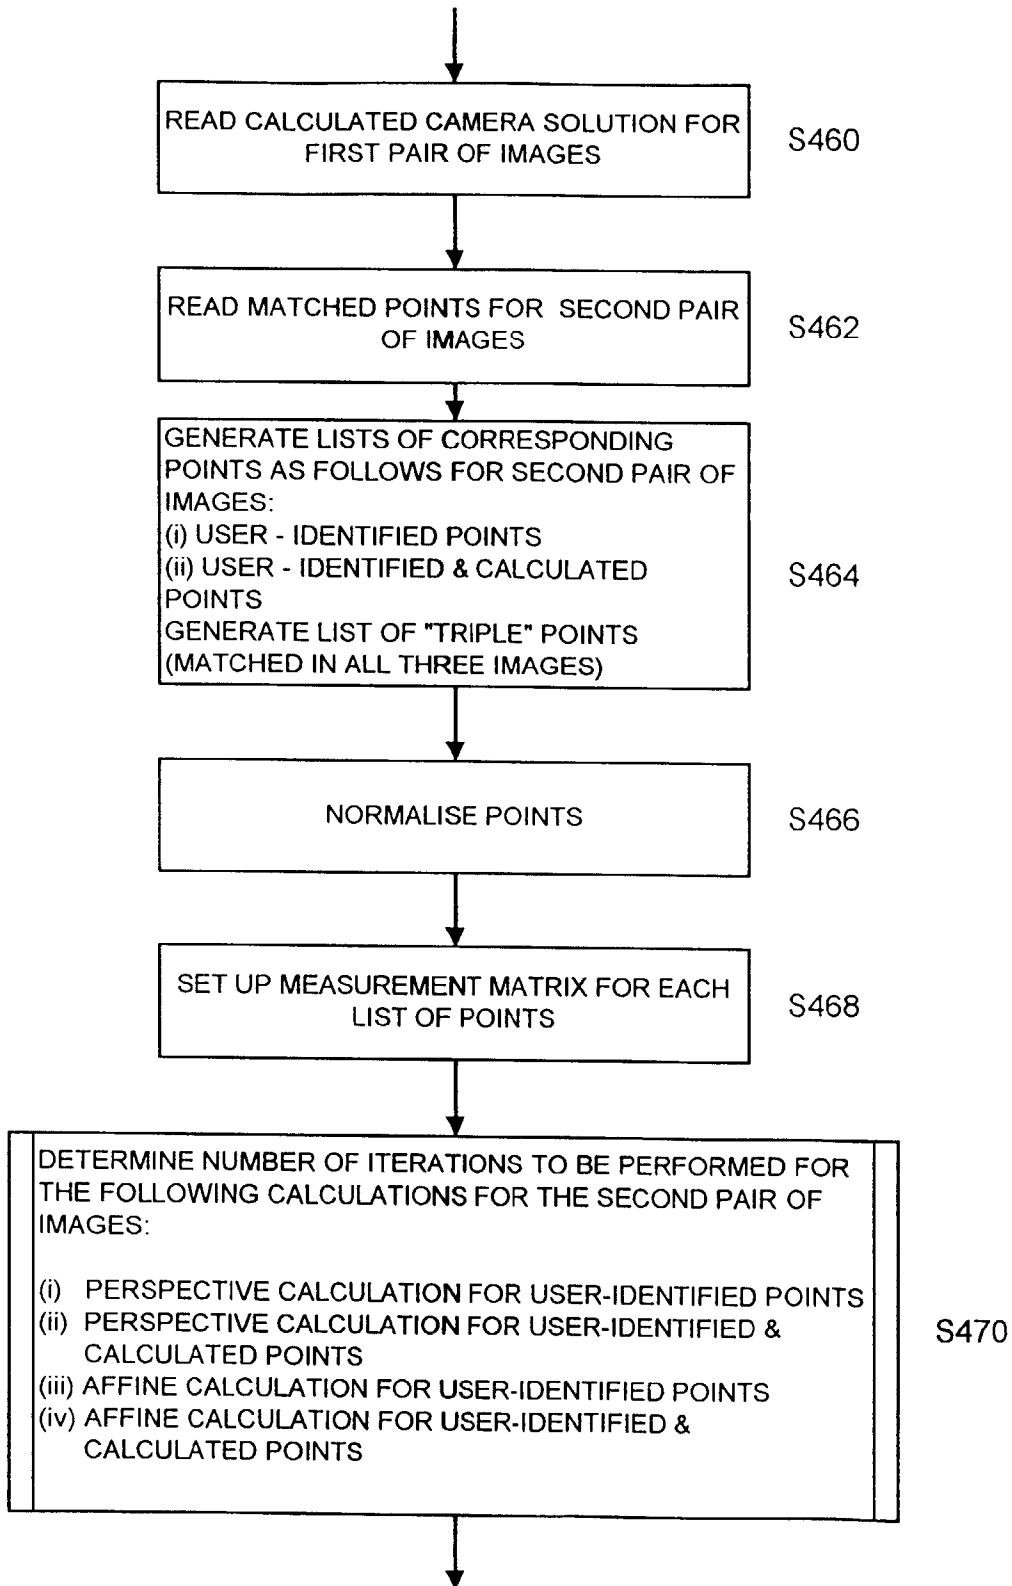 READ CALCULATED CAMERA SOLUTION FOR
FIRST PAIR OF IMAGES
S460
READ MATCHED POINTS FOR SECOND PAIR
OF IMAGES
S462
GENERATE LISTS OF CORRESPONDING
POINTS AS FOLLOWS FOR SECOND PAIR OF
IMAGES:
(i) USER - IDENTIFIED POINTS
(ii) USER - IDENTIFIED & CALCULATED
POINTS
GENERATE LIST OF "TRIPLE" POINTS
(MATCHED IN ALL THREE IMAGES)
S464
NORMALISE POINTS
S466
SET UP MEASUREMENT MATRIX FOR EACH
LIST OF POINTS
S468
DETERMINE NUMBER OF ITERATIONS TO BE PERFORMED FOR
THE FOLLOWING CALCULATIONS FOR THE SECOND PAIR OF
IMAGES:
(i) PERSPECTIVE CALCULATION FOR USER-IDENTIFIED POINTS
(ii) PERSPECTIVE CALCULATION FOR USER-IDENTIFIED &
CALCULATED POINTS
(iii) AFFINE CALCULATION FOR USER-IDENTIFIED POINTS
(iv) AFFINE CALCULATION FOR USER-IDENTIFIED &
CALCULATED POINTS
S470